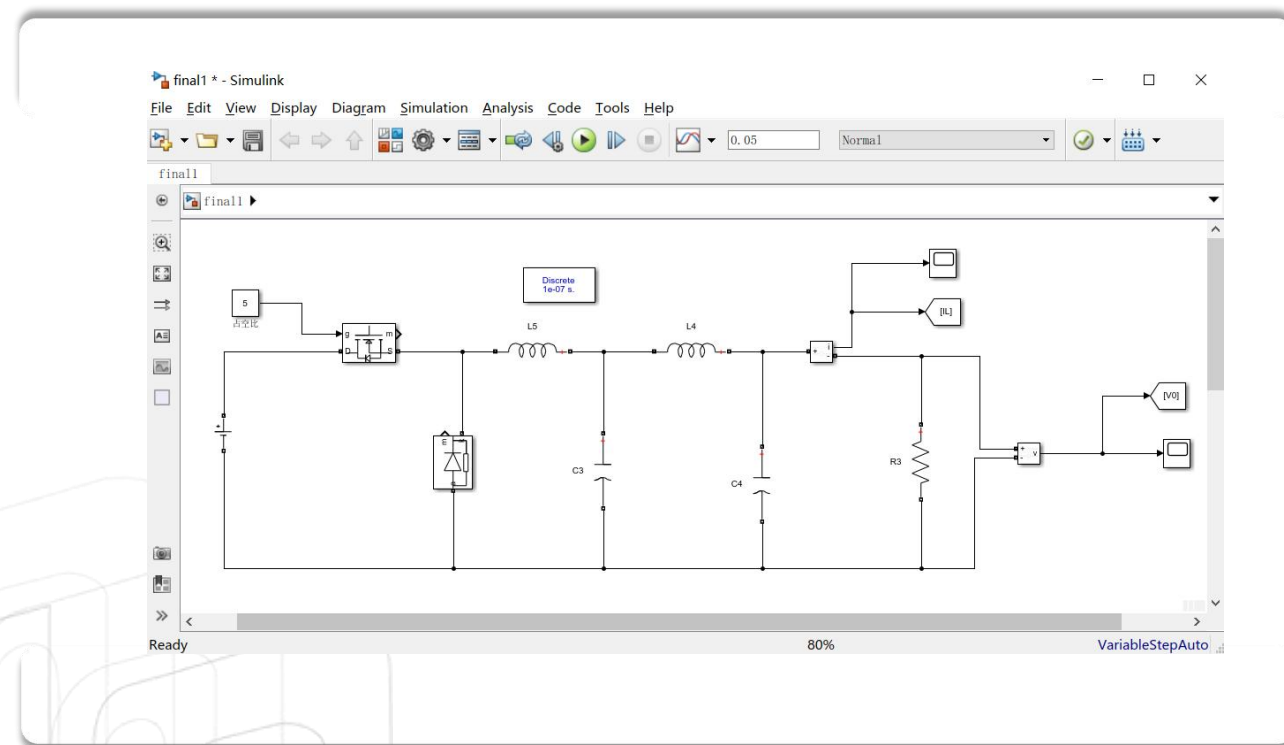 final1 * - Simulink
File Edit View Display Diagram Simulation Analysis Code Tools Help
0.05 Normal
final1
final1
Discrete
1e-07 s.
5
占空比
g m
D S
L5
L4
+ i
-
[IL]
[V0]
+
- v
+
E
C3
C4
R3
Ready 80% VariableStepAuto